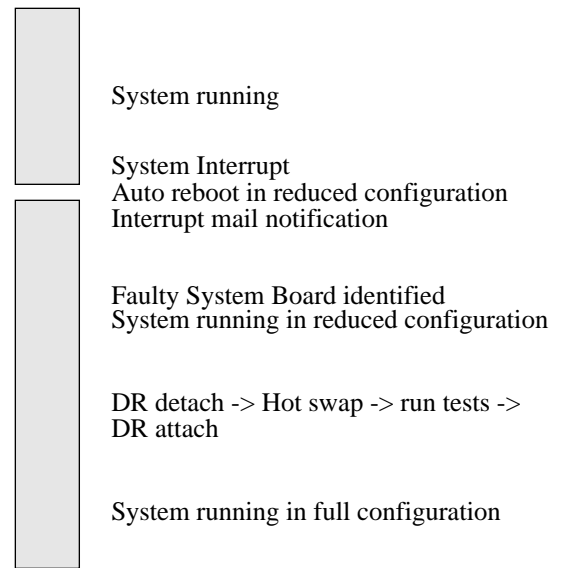 System running
System Interrupt
Auto reboot in reduced configuration
Interrupt mail notification
Faulty System Board identified
System running in reduced configuration
DR detach -> Hot swap -> run tests ->
DR attach
System running in full configuration